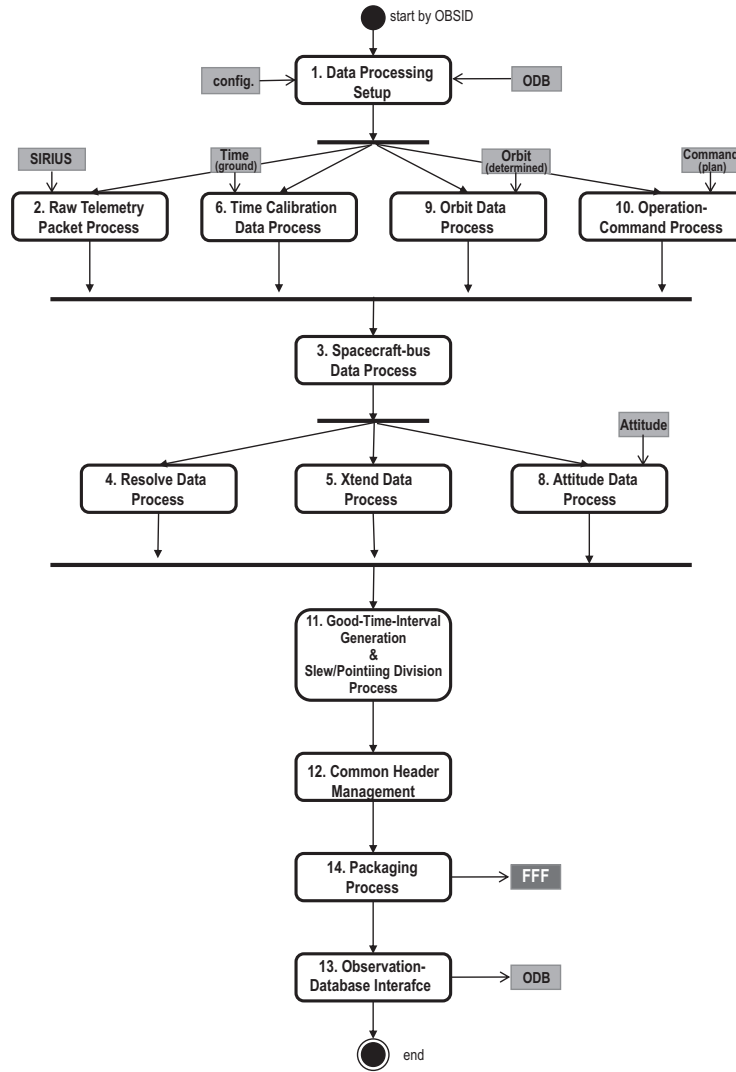 start by OBSID
config.
1. Data Processing
Setup
ODB
SIRIUS
Time
(ground)
Orbit
(determined)
Command
(plan)
2. Raw Telemetry
Packet Process
6. Time Calibration
Data Process
9. Orbit Data
Process
10. Operation-
Command Process
3. Spacecraft-bus
Data Process
Attitude
4. Resolve Data
Process
5. Xtend Data
Process
8. Attitude Data
Process
11. Good-Time-Interval
Generation
&
Slew/Pointiing Division
Process
12. Common Header
Management
14. Packaging
Process
FFF
13. Observation-
Database Interafce
ODB
end